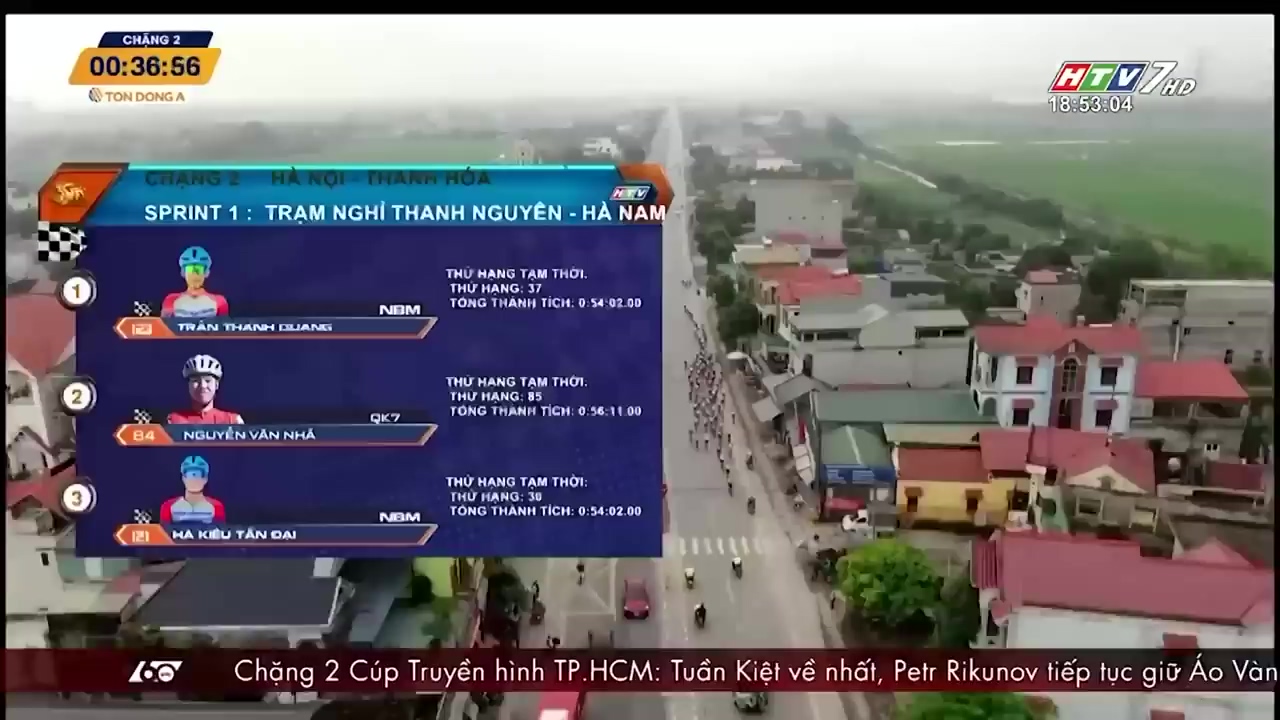 CHẶNG 2
00:36:56
TON DONG A
HTV7 HD
18:53:04
CHẶNG 2 HÀ NỘI - THANH HÓA
HTV
SPRINT 1 : TRẠM NGHỈ THANH NGUYÊN - HÀ NAM
1
THỨ HẠNG TẠM THỜI:
THỨ HẠNG: 37
TỔNG THÀNH TÍCH: 0:54:02.00
NBM
TRẦN THANH QUANG
2
THỨ HẠNG TẠM THỜI:
THỨ HẠNG: 85
TỔNG THÀNH TÍCH: 0:56:11.00
QK7
84 NGUYỄN VĂN NHÃ
3
THỨ HẠNG TẠM THỜI:
THỨ HẠNG: 30
TỔNG THÀNH TÍCH: 0:54:02.00
NBM
121 HÀ KIỀU TẤN ĐẠI
Chặng 2 Cúp Truyền hình TP.HCM: Tuần Kiệt về nhất, Petr Rikunov tiếp tục giữ Áo Vàn